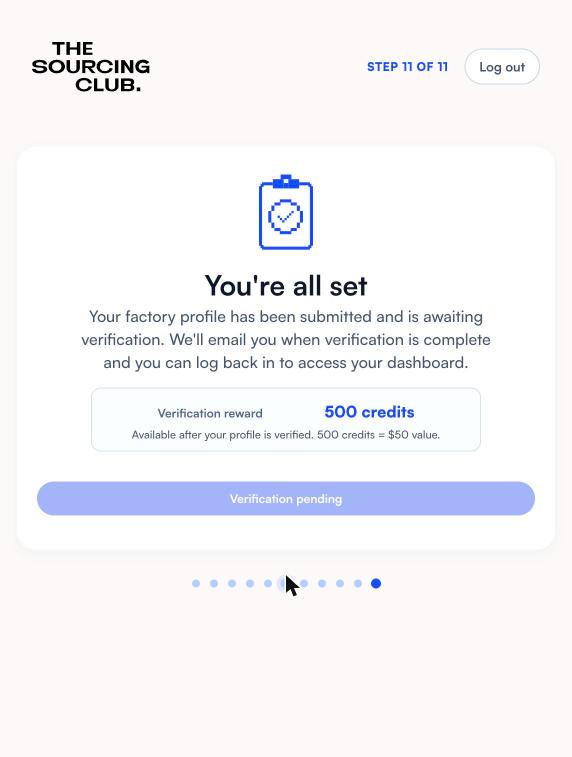 THE
SOURCING
CLUB.
STEP 11 OF 11
Log out
You're all set
Your factory profile has been submitted and is awaiting
verification. We'll email you when verification is complete
and you can log back in to access your dashboard.
Verification reward
500 credits
Available after your profile is verified. 500 credits = $50 value.
Verification pending